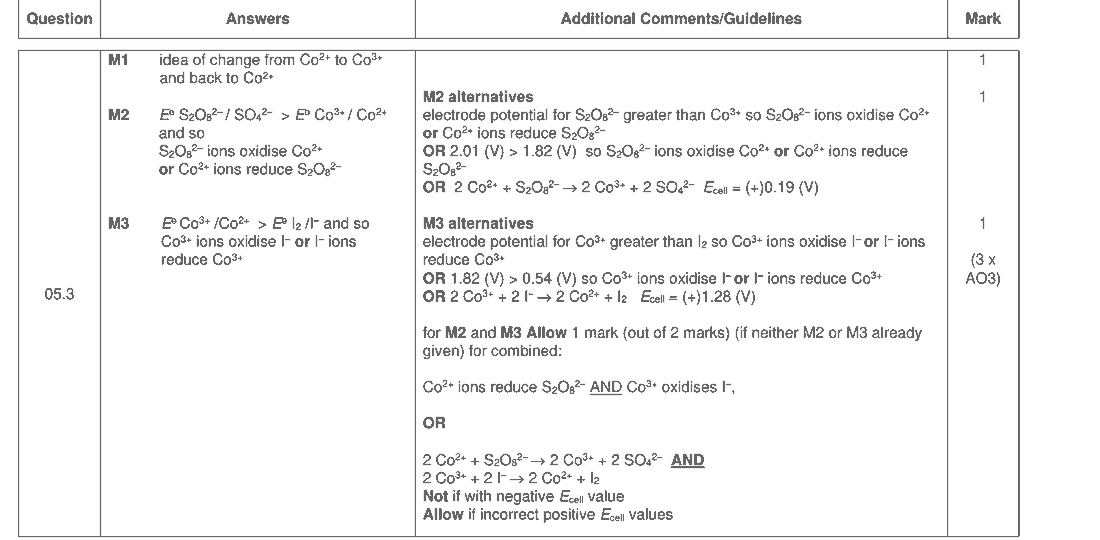 Question Answers Additional Comments/Guidelines Mark
M1 idea of change from Co²⁺ to Co³⁺ 1
and back to Co²⁺
M2 alternatives 1
M2 E⦵ S₂O₈²⁻ / SO₄²⁻ > E⦵ Co³⁺ / Co²⁺ electrode potential for S₂O₈²⁻ greater than Co³⁺ so S₂O₈²⁻ ions oxidise Co²⁺
and so or Co²⁺ ions reduce S₂O₈²⁻
S₂O₈²⁻ ions oxidise Co²⁺ OR 2.01 (V) > 1.82 (V) so S₂O₈²⁻ ions oxidise Co²⁺ or Co²⁺ ions reduce
or Co²⁺ ions reduce S₂O₈²⁻ S₂O₈²⁻
OR 2 Co²⁺ + S₂O₈²⁻ → 2 Co³⁺ + 2 SO₄²⁻ Ecell = (+)0.19 (V)
M3 E⦵ Co³⁺ /Co²⁺ > E⦵ I₂ /I⁻ and so M3 alternatives 1
Co³⁺ ions oxidise I⁻ or I⁻ ions electrode potential for Co³⁺ greater than I₂ so Co³⁺ ions oxidise I⁻ or I⁻ ions
reduce Co³⁺ reduce Co³⁺ (3 x
OR 1.82 (V) > 0.54 (V) so Co³⁺ ions oxidise I⁻ or I⁻ ions reduce Co³⁺ AO3)
05.3 OR 2 Co³⁺ + 2 I⁻ → 2 Co²⁺ + I₂ Ecell = (+)1.28 (V)
for M2 and M3 Allow 1 mark (out of 2 marks) (if neither M2 or M3 already
given) for combined:
Co²⁺ ions reduce S₂O₈²⁻ AND Co³⁺ oxidises I⁻,
OR
2 Co²⁺ + S₂O₈²⁻ → 2 Co³⁺ + 2 SO₄²⁻ AND
2 Co³⁺ + 2 I⁻ → 2 Co²⁺ + I₂
Not if with negative Ecell value
Allow if incorrect positive Ecell values